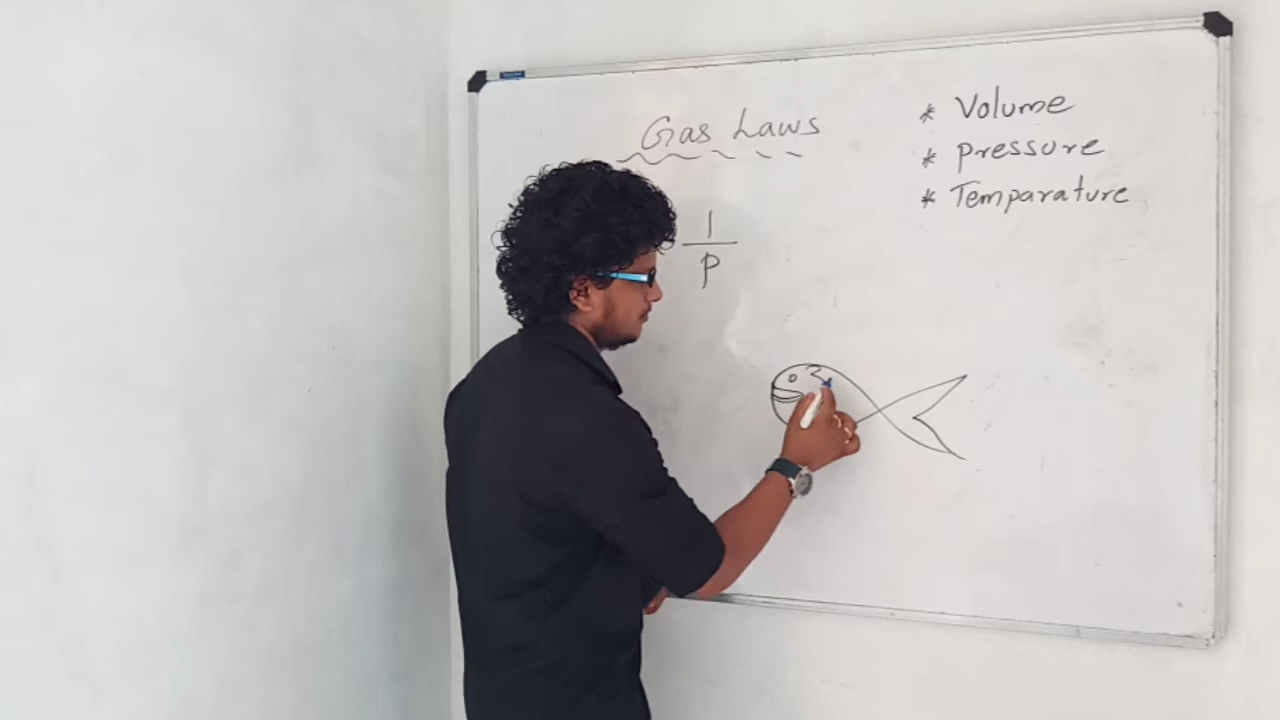 Gas Laws
* Volume
* Pressure
* Temparature
1
P